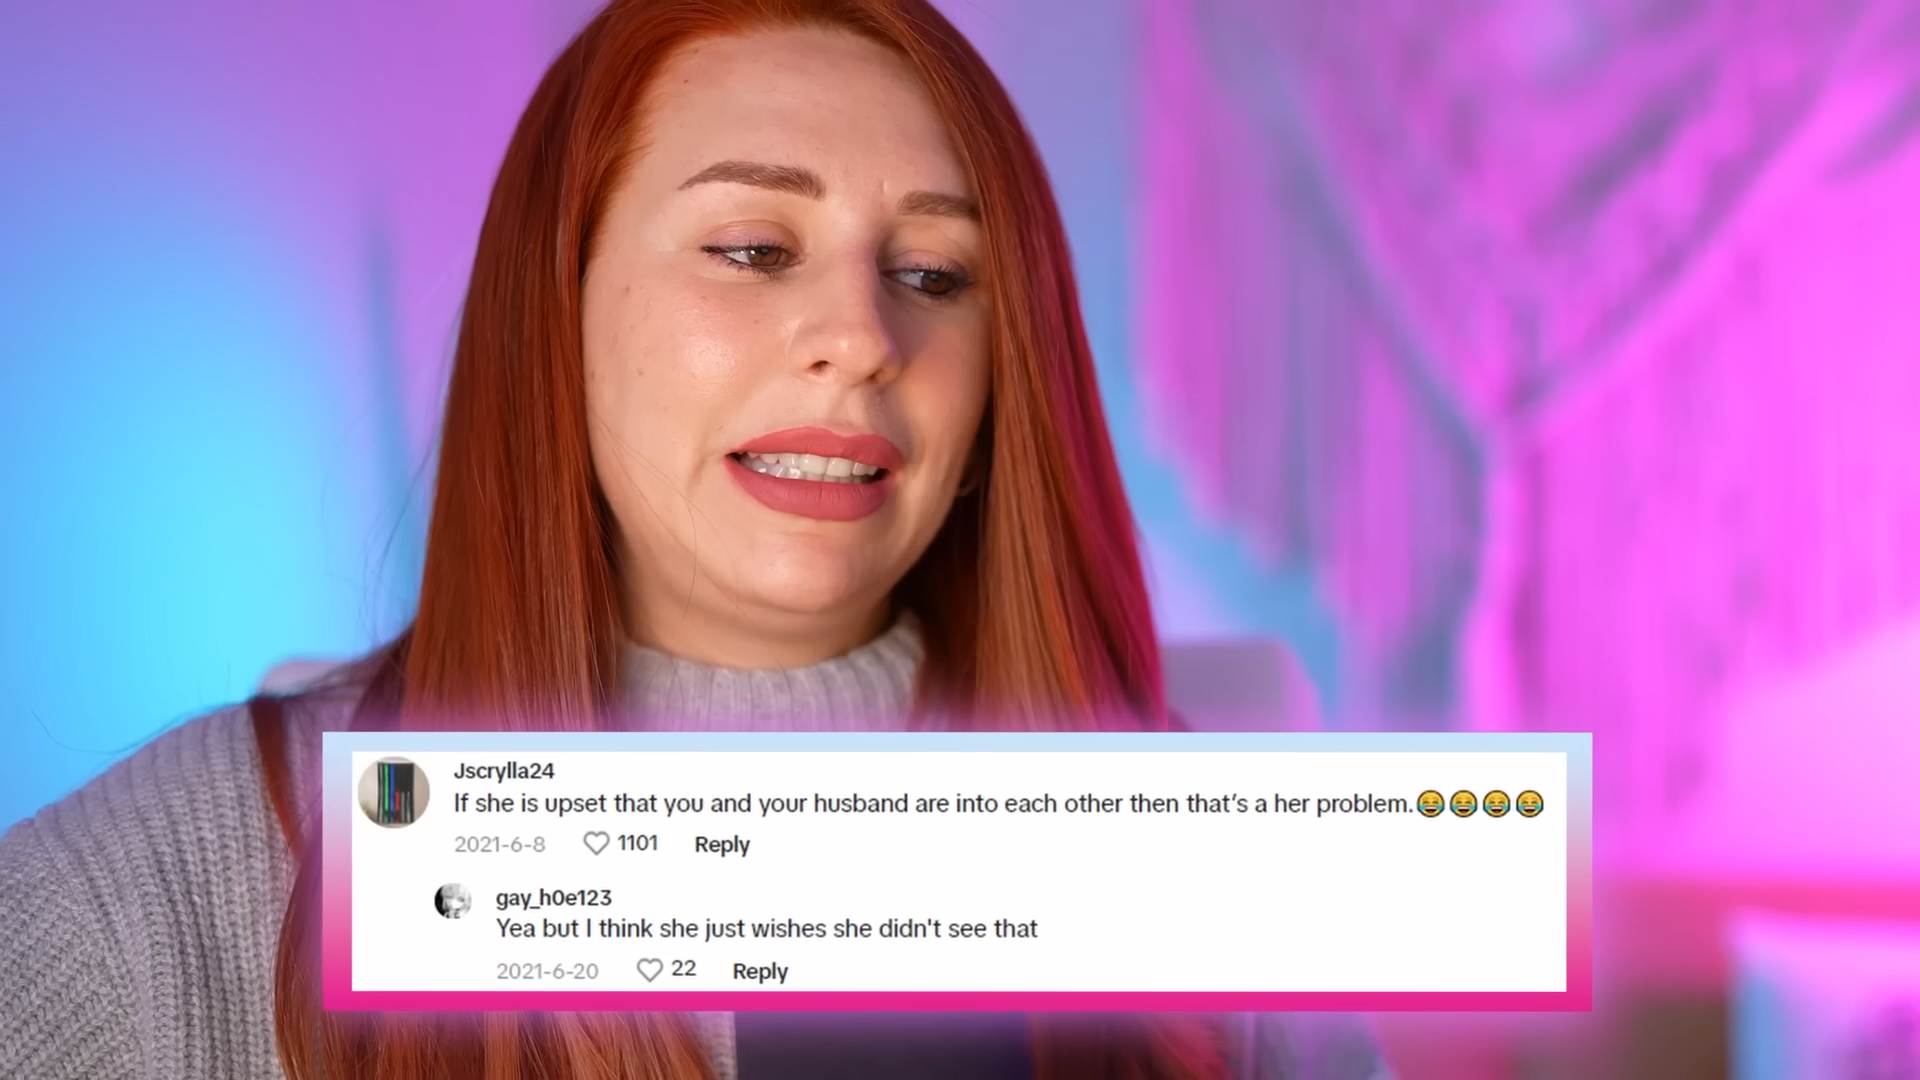 Jscrylla24
If she is upset that you and your husband are into each other then that’s a her problem.😂😂😂😂
2021-6-8 1101 Reply
gay_h0e123
Yea but I think she just wishes she didn't see that
2021-6-20 22 Reply